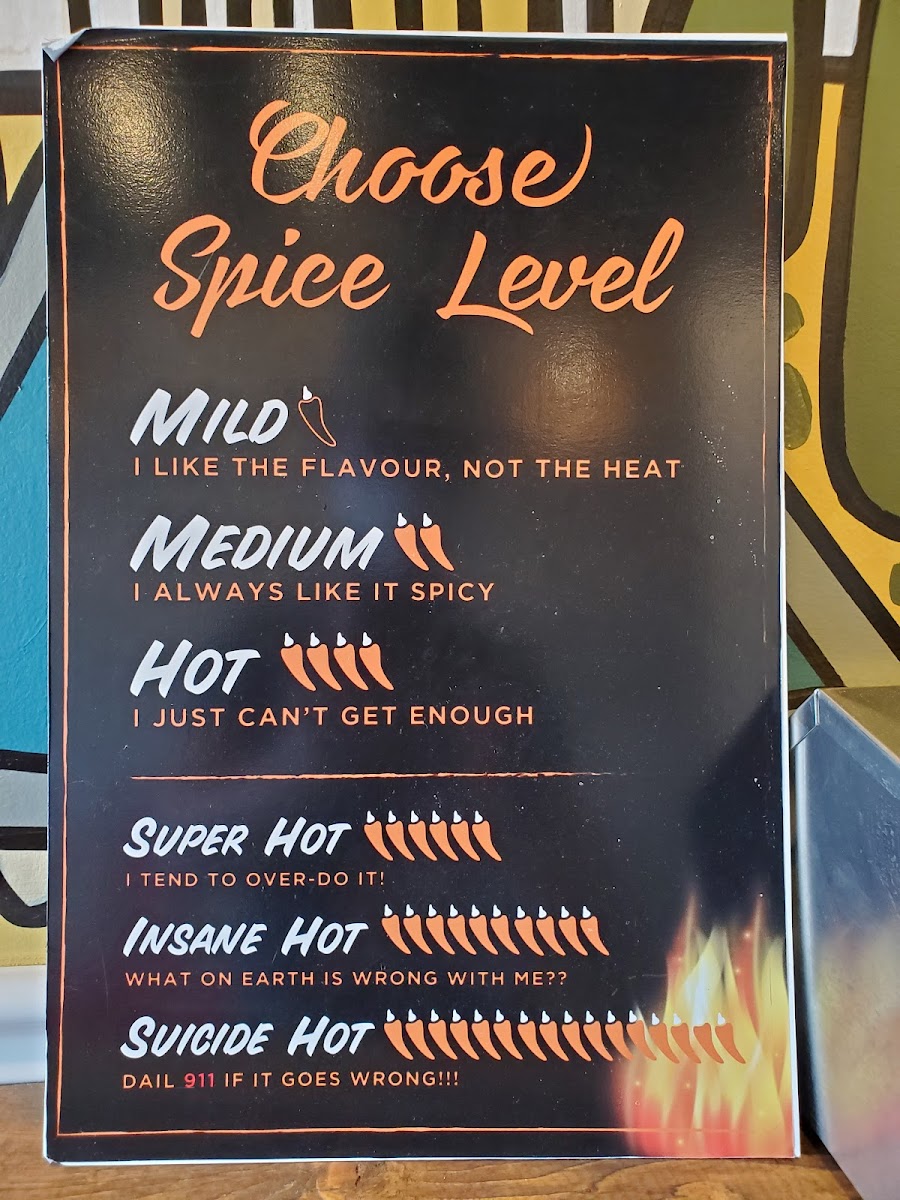 Choose
Spice Level
MILD
I LIKE THE FLAVOUR, NOT THE HEAT
MEDIUM
I ALWAYS LIKE IT SPICY
HOT
I JUST CAN'T GET ENOUGH
SUPER HOT
I TEND TO OVER-DO IT!
INSANE HOT
WHAT ON EARTH IS WRONG WITH ME??
SUICIDE HOT
DAIL 911 IF IT GOES WRONG!!!